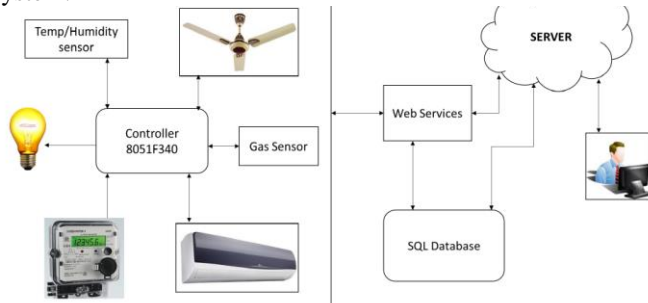 Temp/Humidity
sensor
Controller
8051F340
Gas Sensor
SERVER
Web Services
SQL Database